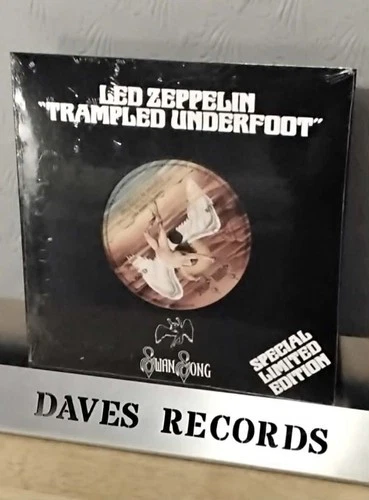 LED ZEPPELIN
"TRAMPLED UNDERFOOT"
SWAN SONG
SPECIAL
LIMITED
EDITION
DAVES RECORDS